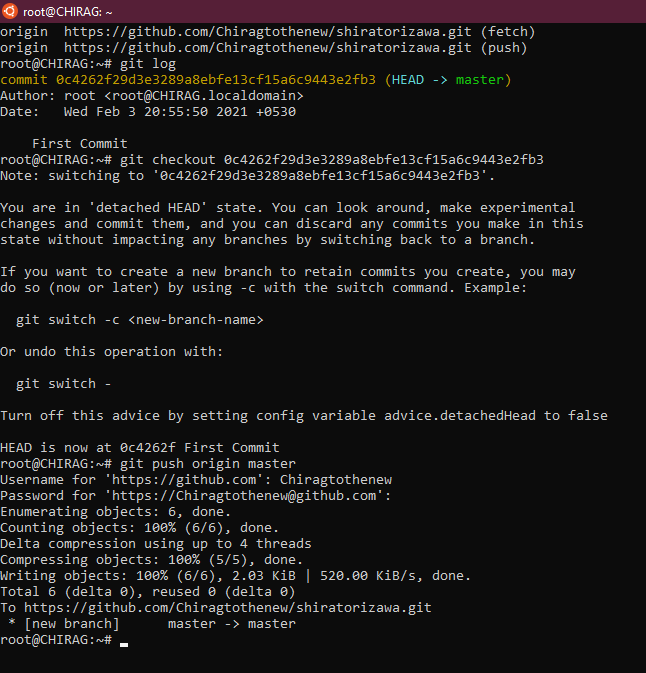 root@CHIRAG: ~
origin  https://github.com/Chiragtothenew/shiratorizawa.git (fetch)
origin  https://github.com/Chiragtothenew/shiratorizawa.git (push)
root@CHIRAG:~# git log
commit 0c4262f29d3e3289a8ebfe13cf15a6c9443e2fb3 (HEAD -> master)
Author: root <root@CHIRAG.localdomain>
Date:   Wed Feb 3 20:55:50 2021 +0530
    First Commit
root@CHIRAG:~# git checkout 0c4262f29d3e3289a8ebfe13cf15a6c9443e2fb3
Note: switching to '0c4262f29d3e3289a8ebfe13cf15a6c9443e2fb3'.
You are in 'detached HEAD' state. You can look around, make experimental
changes and commit them, and you can discard any commits you make in this
state without impacting any branches by switching back to a branch.
If you want to create a new branch to retain commits you create, you may
do so (now or later) by using -c with the switch command. Example:
  git switch -c <new-branch-name>
Or undo this operation with:
  git switch -
Turn off this advice by setting config variable advice.detachedHead to false
HEAD is now at 0c4262f First Commit
root@CHIRAG:~# git push origin master
Username for 'https://github.com': Chiragtothenew
Password for 'https://Chiragtothenew@github.com':
Enumerating objects: 6, done.
Counting objects: 100% (6/6), done.
Delta compression using up to 4 threads
Compressing objects: 100% (5/5), done.
Writing objects: 100% (6/6), 2.03 KiB | 520.00 KiB/s, done.
Total 6 (delta 0), reused 0 (delta 0)
To https://github.com/Chiragtothenew/shiratorizawa.git
 * [new branch]      master -> master
root@CHIRAG:~#